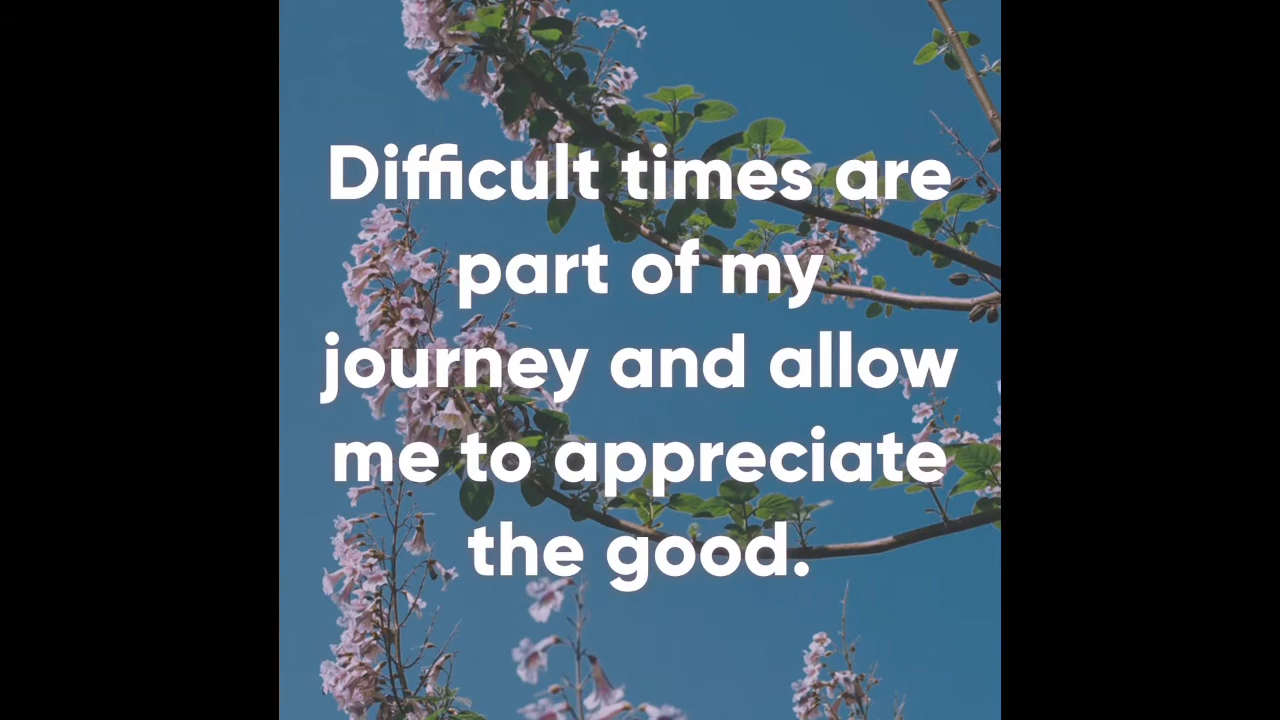 Difficult times are
part of my
journey and allow
me to appreciate
the good.